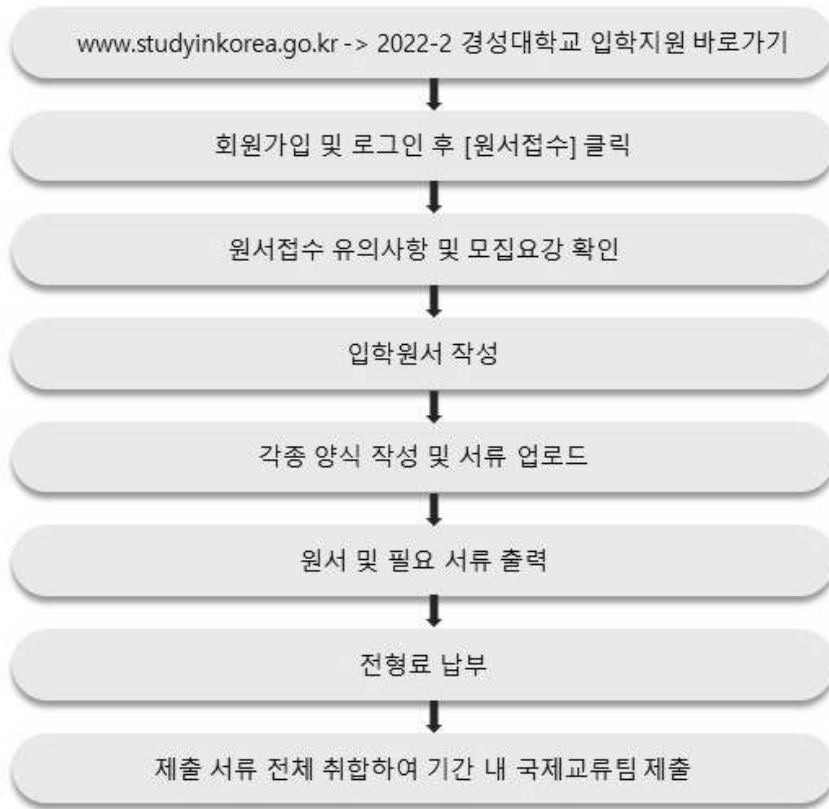 www.studyinkorea.go.kr -> 2022-2 경성대학교 입학지원 바로가기
회원가입 및 로그인 후 [원서접수] 클릭
원서접수 유의사항 및 모집요강 확인
입학원서 작성
각종 양식 작성 및 서류 업로드
원서 및 필요 서류 출력
전형료 납부
제출 서류 전체 취합하여 기간 내 국제교류팀 제출